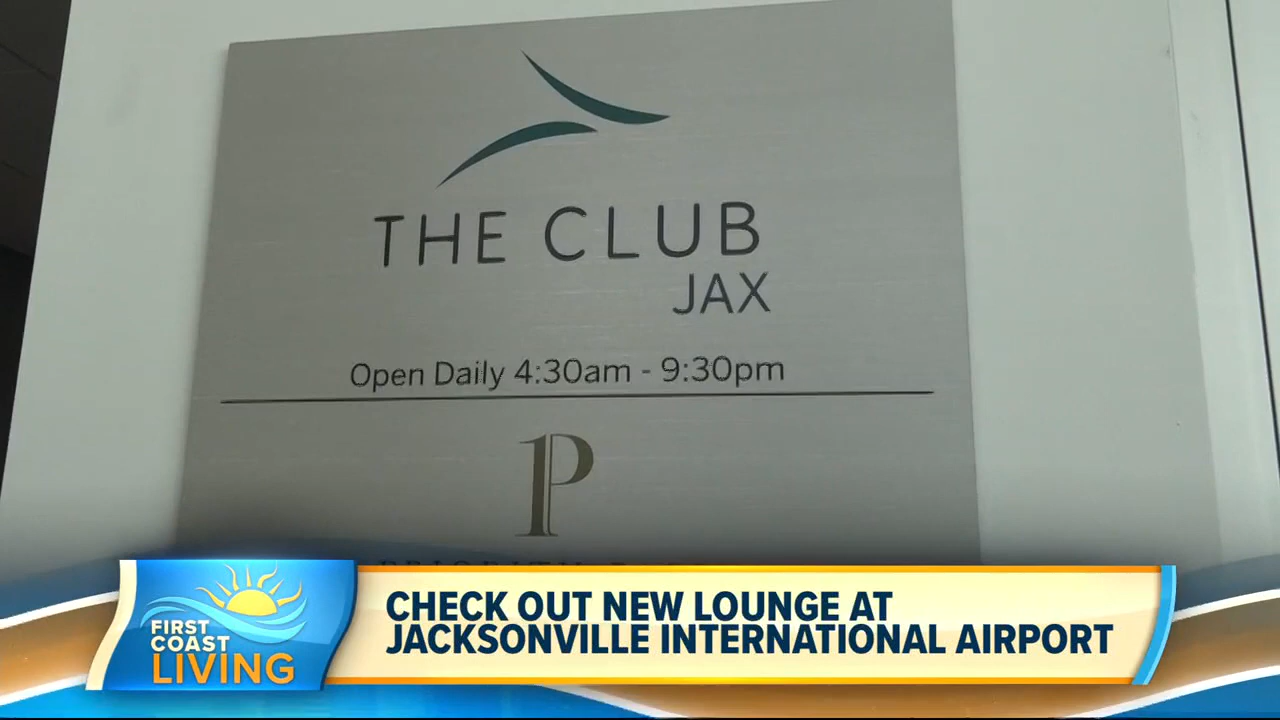 THE CLUB
JAX
Open Daily 4:30am - 9:30pm
P
CHECK OUT NEW LOUNGE AT
JACKSONVILLE INTERNATIONAL AIRPORT
FIRST
COAST
LIVING